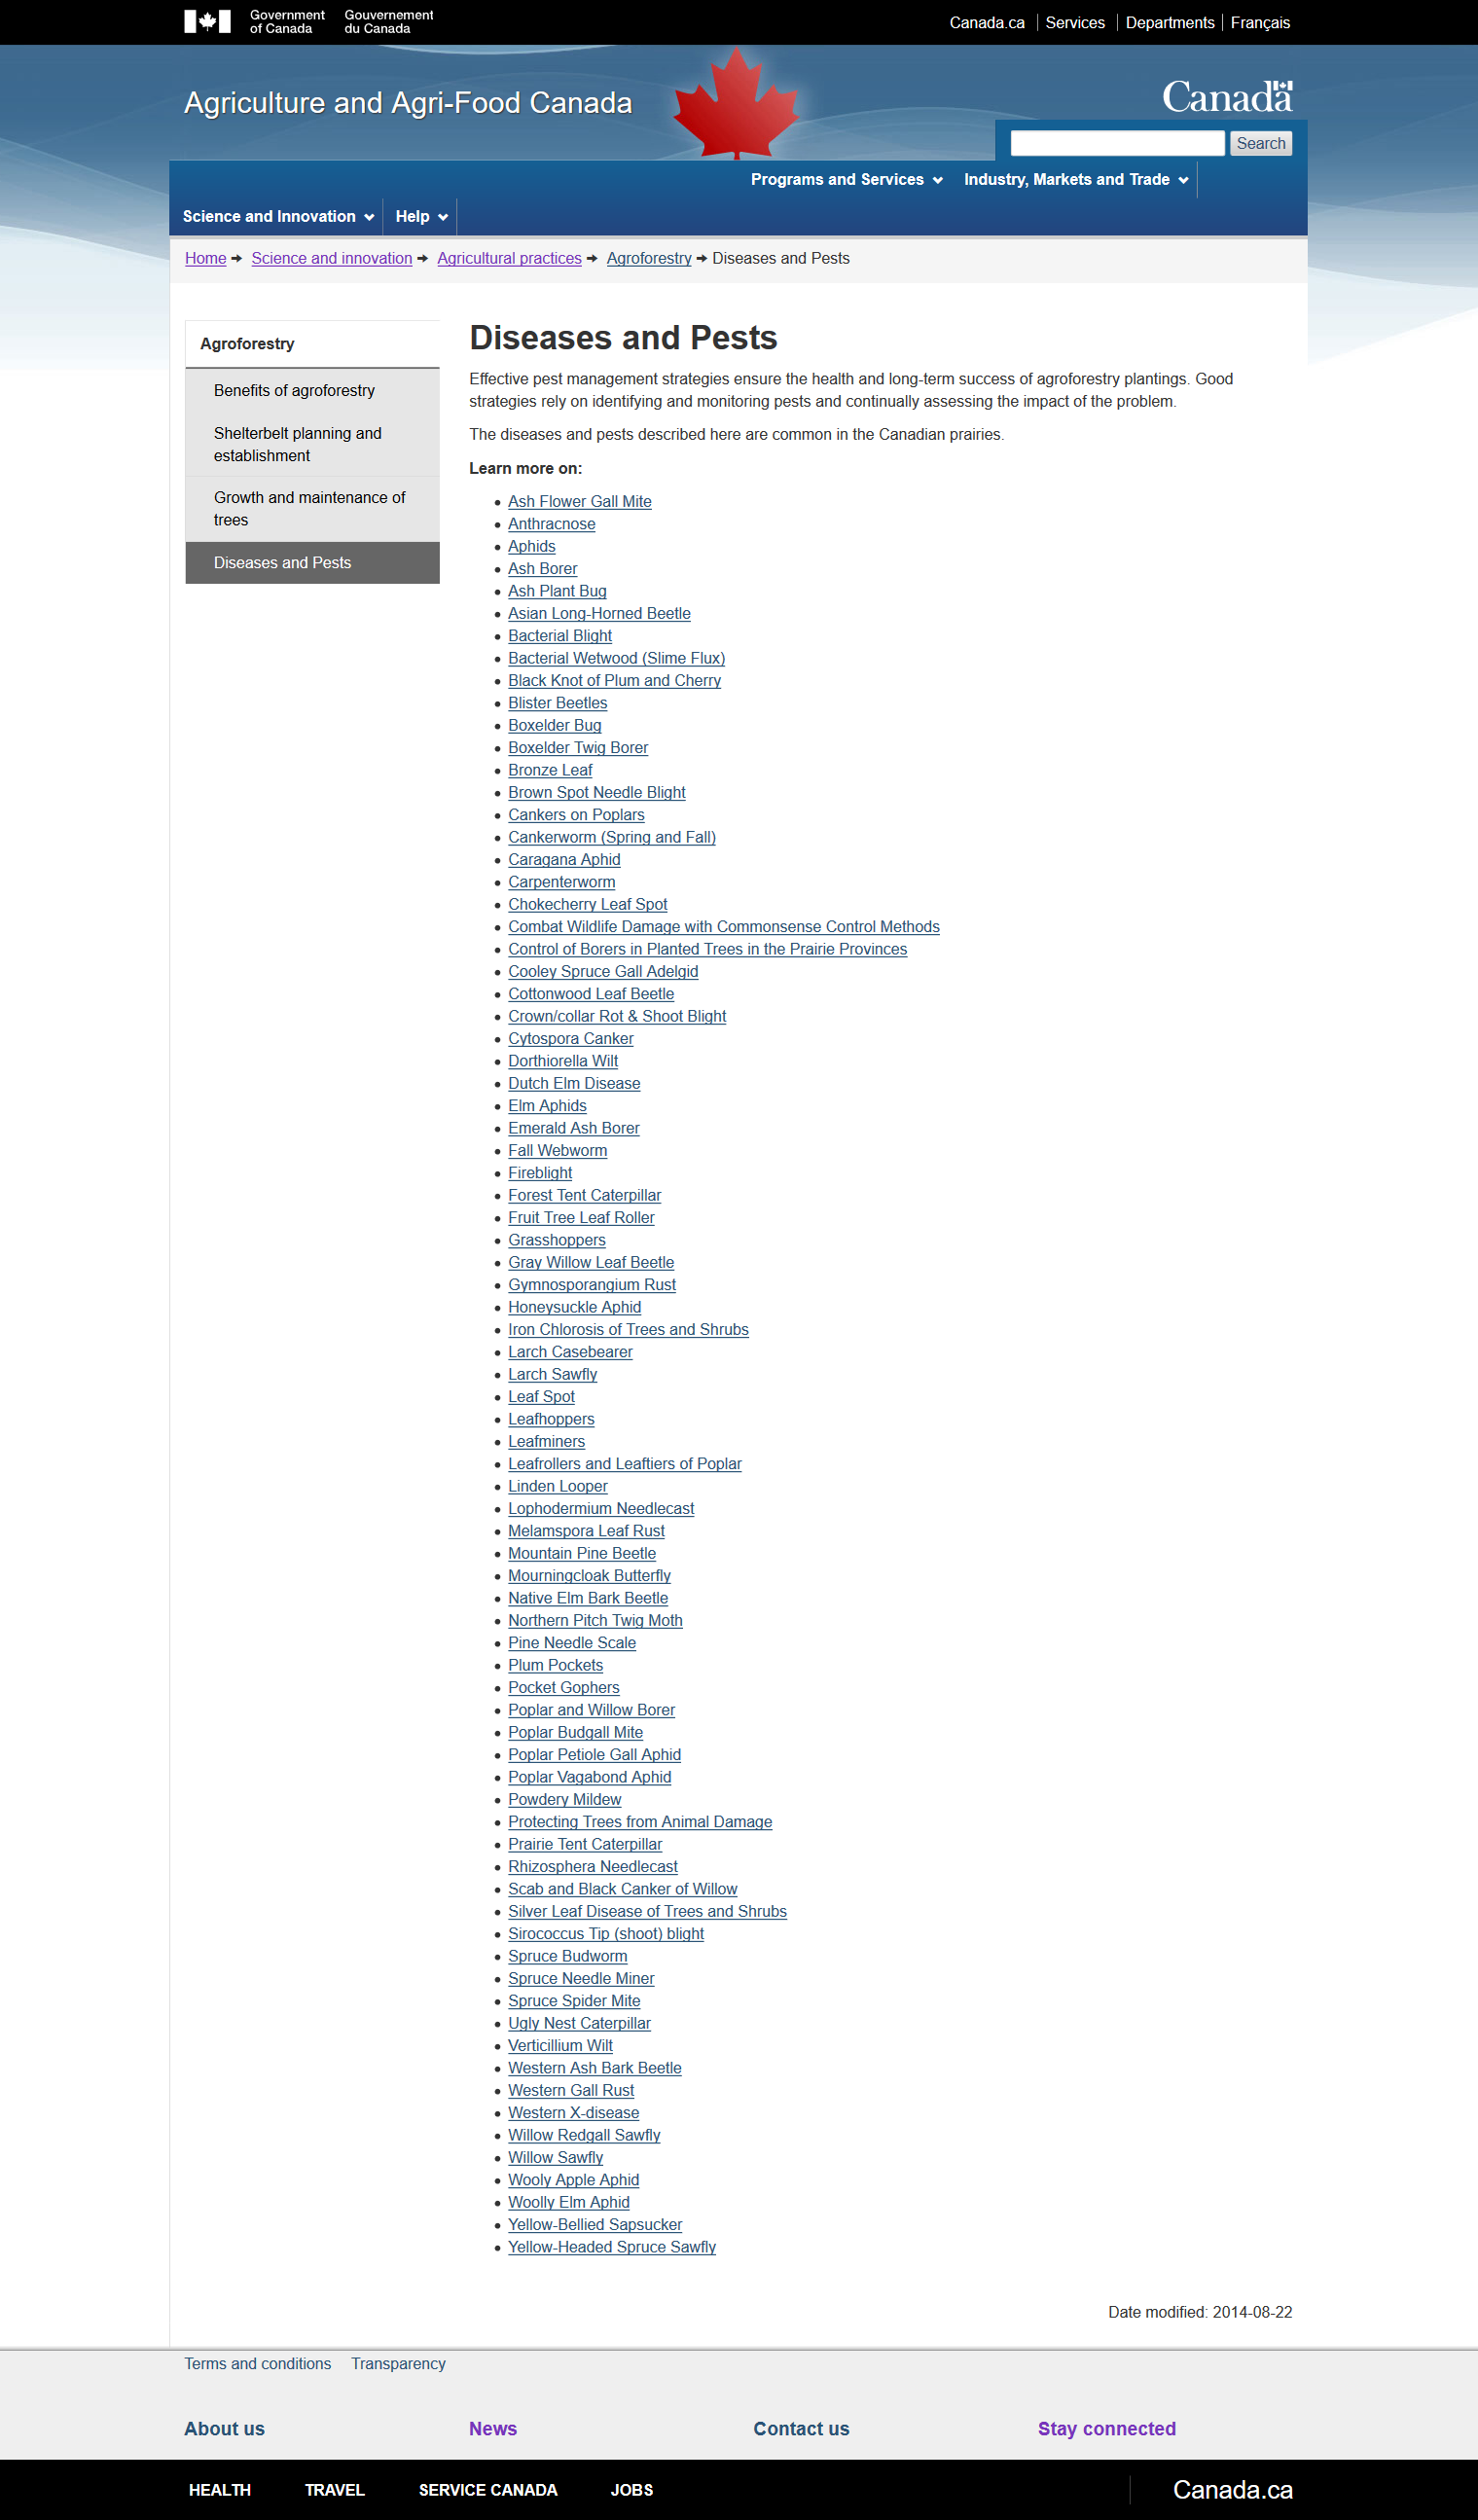 Government of Canada
Gouvernement du Canada
Canada.ca Services Departments Français
Agriculture and Agri-Food Canada
Canada
Search
Programs and Services Industry, Markets and Trade
Science and Innovation Help
Home Science and innovation Agricultural practices Agroforestry Diseases and Pests
Agroforestry
Benefits of agroforestry
Shelterbelt planning and
establishment
Growth and maintenance of
trees
Diseases and Pests
Diseases and Pests
Effective pest management strategies ensure the health and long-term success of agroforestry plantings. Good
strategies rely on identifying and monitoring pests and continually assessing the impact of the problem.
The diseases and pests described here are common in the Canadian prairies.
Learn more on:
Ash Flower Gall Mite
Anthracnose
Aphids
Ash Borer
Ash Plant Bug
Asian Long-Horned Beetle
Bacterial Blight
Bacterial Wetwood (Slime Flux)
Black Knot of Plum and Cherry
Blister Beetles
Boxelder Bug
Boxelder Twig Borer
Bronze Leaf
Brown Spot Needle Blight
Cankers on Poplars
Cankerworm (Spring and Fall)
Caragana Aphid
Carpenterworm
Chokecherry Leaf Spot
Combat Wildlife Damage with Commonsense Control Methods
Control of Borers in Planted Trees in the Prairie Provinces
Cooley Spruce Gall Adelgid
Cottonwood Leaf Beetle
Crown/collar Rot & Shoot Blight
Cytospora Canker
Dorthiorella Wilt
Dutch Elm Disease
Elm Aphids
Emerald Ash Borer
Fall Webworm
Fireblight
Forest Tent Caterpillar
Fruit Tree Leaf Roller
Grasshoppers
Gray Willow Leaf Beetle
Gymnosporangium Rust
Honeysuckle Aphid
Iron Chlorosis of Trees and Shrubs
Larch Casebearer
Larch Sawfly
Leaf Spot
Leafhoppers
Leafminers
Leafrollers and Leaftiers of Poplar
Linden Looper
Lophodermium Needlecast
Melamspora Leaf Rust
Mountain Pine Beetle
Mourningcloak Butterfly
Native Elm Bark Beetle
Northern Pitch Twig Moth
Pine Needle Scale
Plum Pockets
Pocket Gophers
Poplar and Willow Borer
Poplar Budgall Mite
Poplar Petiole Gall Aphid
Poplar Vagabond Aphid
Powdery Mildew
Protecting Trees from Animal Damage
Prairie Tent Caterpillar
Rhizosphera Needlecast
Scab and Black Canker of Willow
Silver Leaf Disease of Trees and Shrubs
Sirococcus Tip (shoot) blight
Spruce Budworm
Spruce Needle Miner
Spruce Spider Mite
Ugly Nest Caterpillar
Verticillium Wilt
Western Ash Bark Beetle
Western Gall Rust
Western X-disease
Willow Redgall Sawfly
Willow Sawfly
Wooly Apple Aphid
Woolly Elm Aphid
Yellow-Bellied Sapsucker
Yellow-Headed Spruce Sawfly
Date modified: 2014-08-22
Terms and conditions Transparency
About us News Contact us Stay connected
HEALTH TRAVEL SERVICE CANADA JOBS Canada.ca